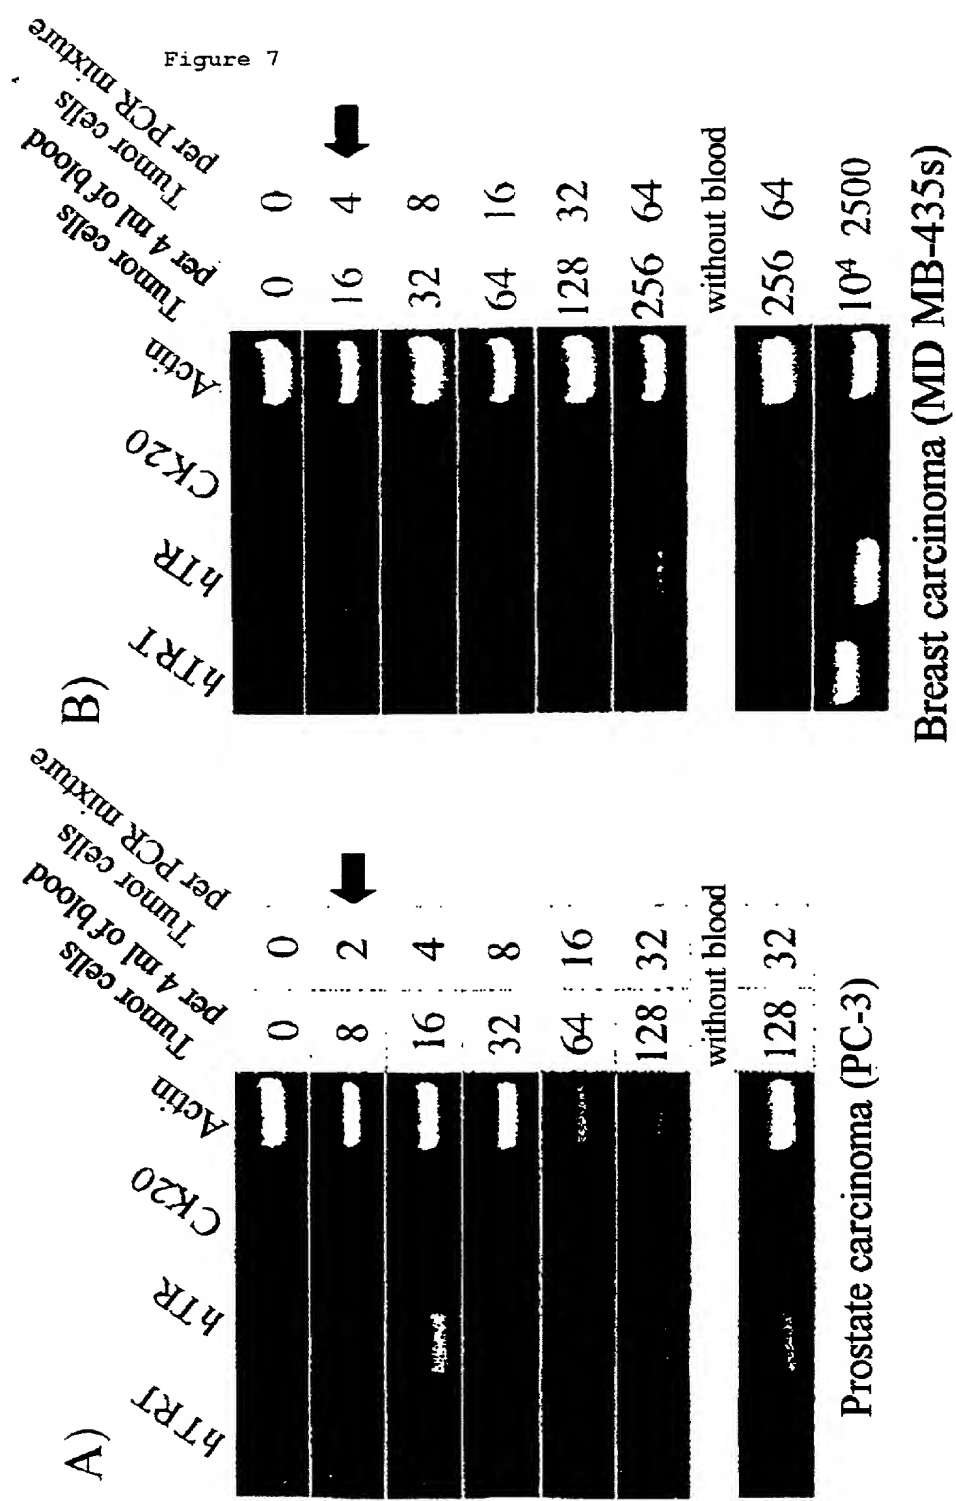 Figure 7
A)
hTRT
hTR
CK20
Actin
Tumor cells
per 4 ml of blood
Tumor cells
per PCR mixture
0 0
8 2
16 4
32 8
64 16
128 32
without blood
128 32
Prostate carcinoma (PC-3)
B)
hTRT
hTR
CK20
Actin
Tumor cells
per 4 ml of blood
Tumor cells
per PCR mixture
0 0
16 4
32 8
64 16
128 32
256 64
without blood
256 64
10⁴ 2500
Breast carcinoma (MD MB-435s)